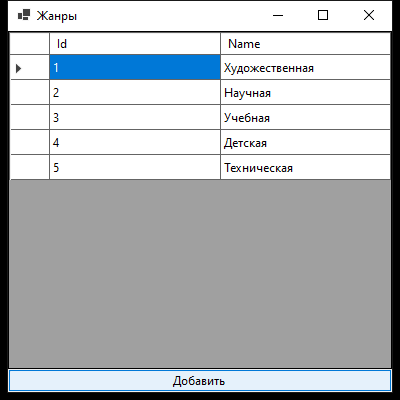 Жанры
Id Name
1 Художественная
2 Научная
3 Учебная
4 Детская
5 Техническая
Добавить